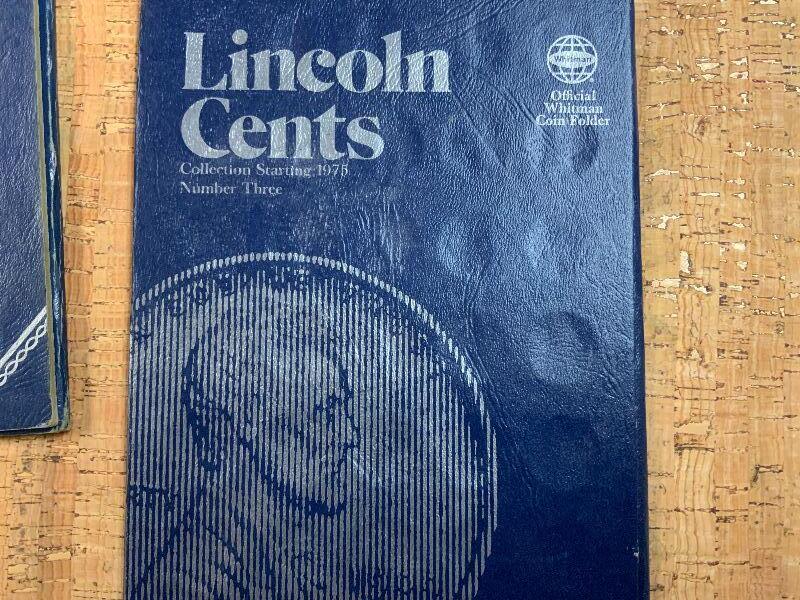 Lincoln
Cents
Collection Starting 1975
Number Three
Whitman
Official
Whitman
Coin Folder